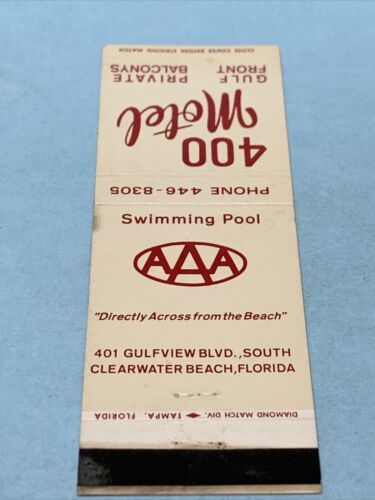 CLOSE COVER BEFORE STRIKING MATCH
GULF PRIVATE
FRONT BALCONYS
400
Motel
PHONE 446-8305
Swimming Pool
AAA
"Directly Across from the Beach"
401 GULFVIEW BLVD., SOUTH
CLEARWATER BEACH, FLORIDA
DIAMOND MATCH DIV. TAMPA, FLORIDA